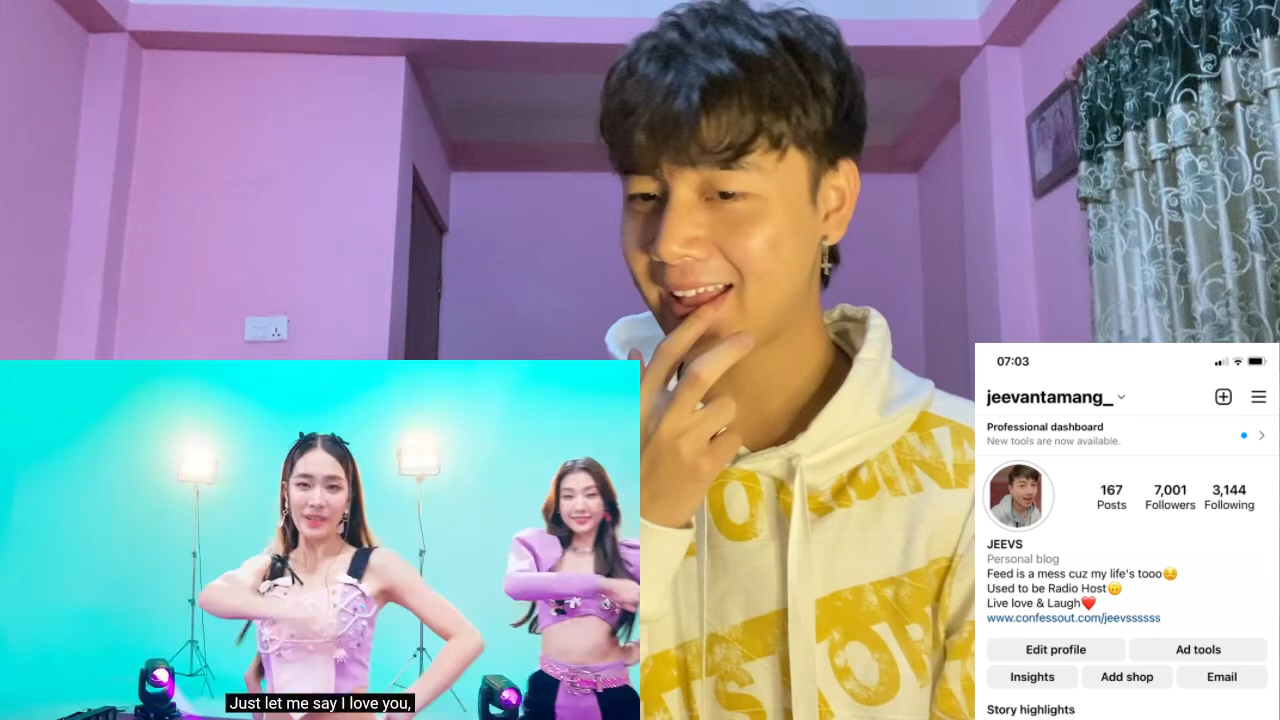 Just let me say I love you,
07:03
jeevantamang_
Professional dashboard
New tools are now available.
167
Posts
7,001
Followers
3,144
Following
JEEVS
Personal blog
Feed is a mess cuz my life's tooo😌
Used to be Radio Host🙃
Live love & Laugh❤️
www.confessout.com/jeevssssss
Edit profile
Ad tools
Insights
Add shop
Email
Story highlights